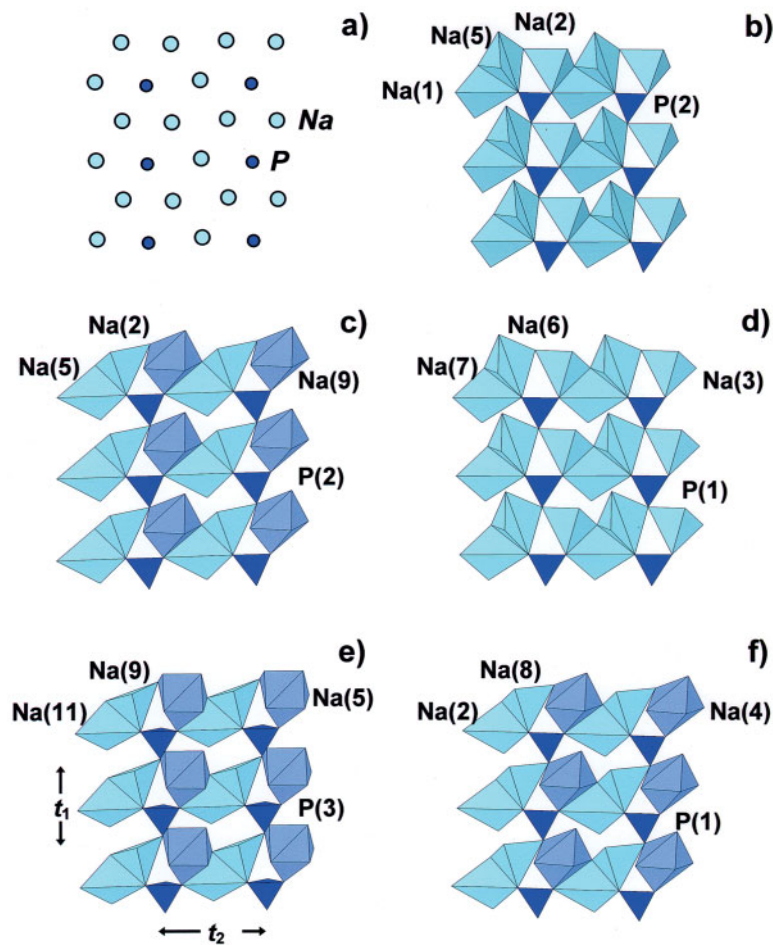 a)
Na
P
b)
Na(2)
Na(5)
Na(1)
P(2)
c)
Na(2)
Na(5)
Na(9)
P(2)
d)
Na(6)
Na(7)
Na(3)
P(1)
e)
Na(9)
Na(11)
Na(5)
P(3)
t1
t2
f)
Na(8)
Na(2)
Na(4)
P(1)